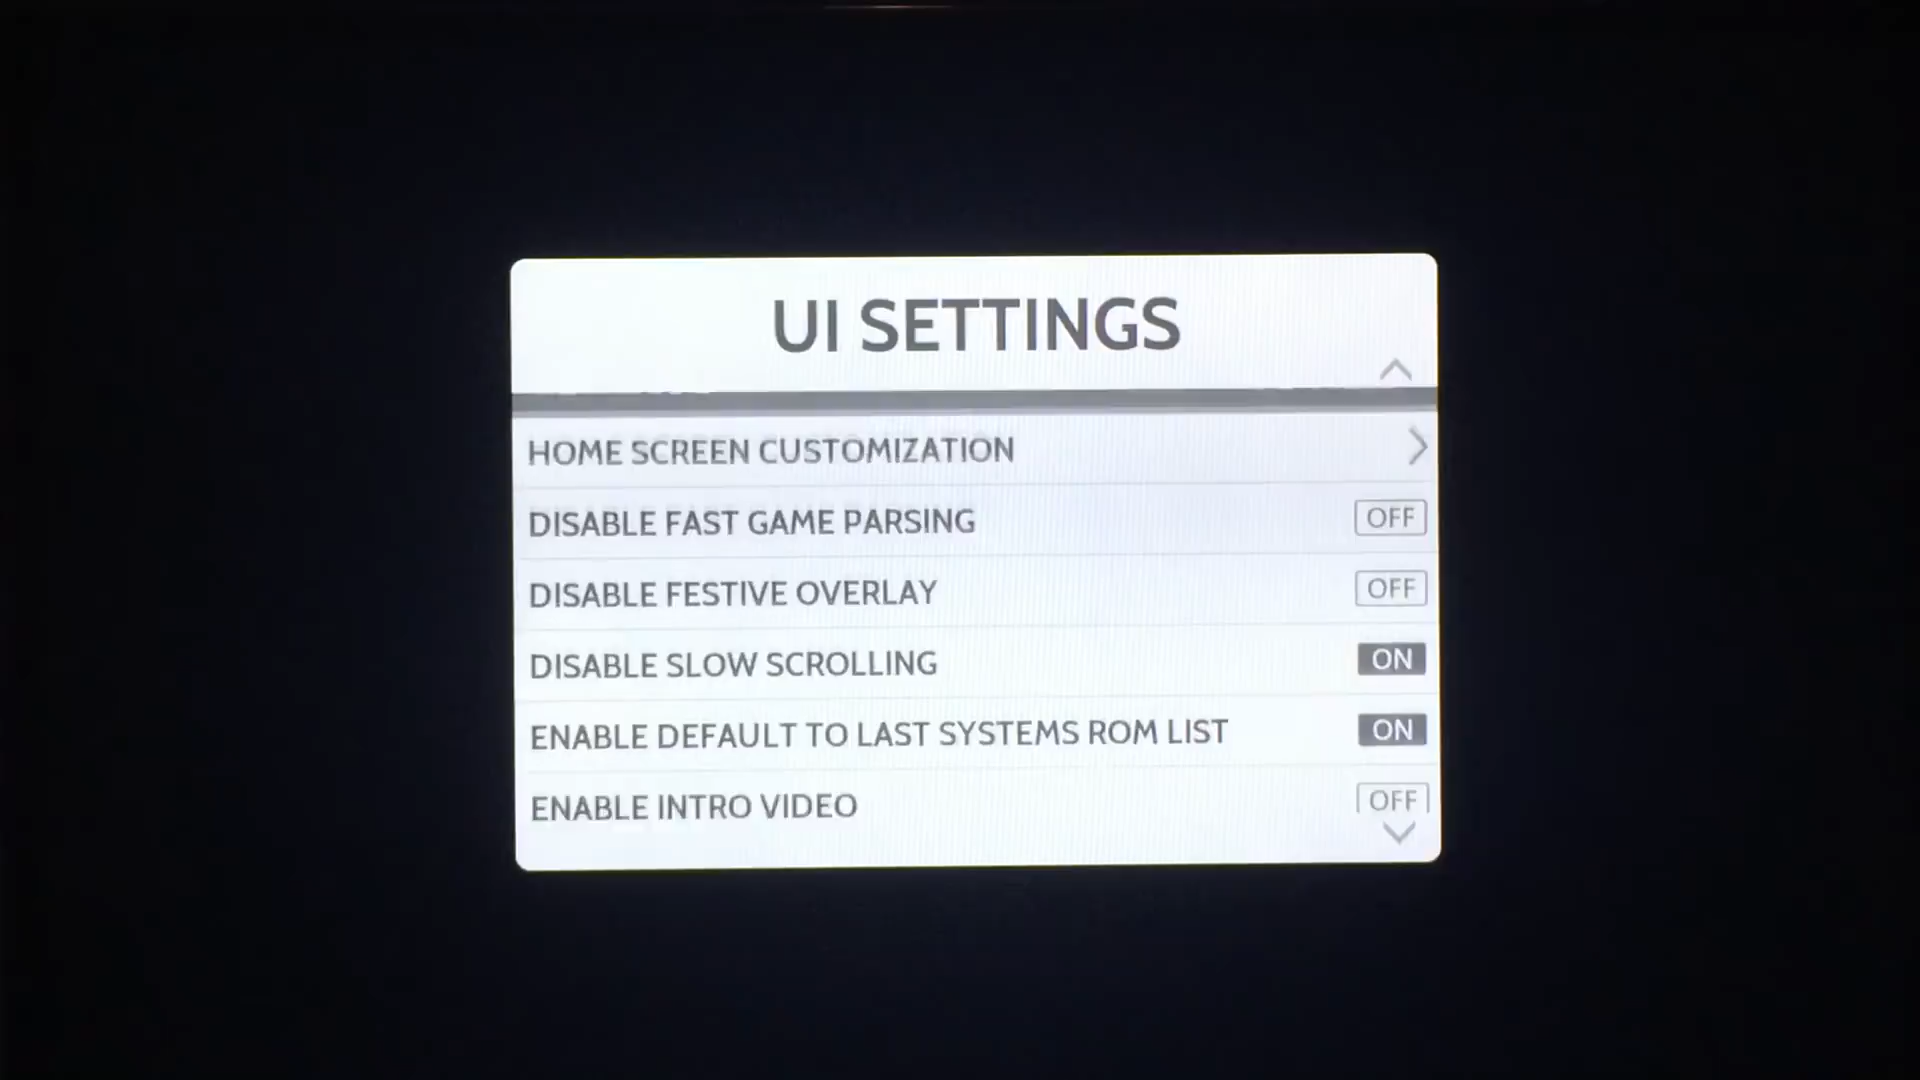 UI SETTINGS
HOME SCREEN CUSTOMIZATION
DISABLE FAST GAME PARSING OFF
DISABLE FESTIVE OVERLAY OFF
DISABLE SLOW SCROLLING ON
ENABLE DEFAULT TO LAST SYSTEMS ROM LIST ON
ENABLE INTRO VIDEO OFF